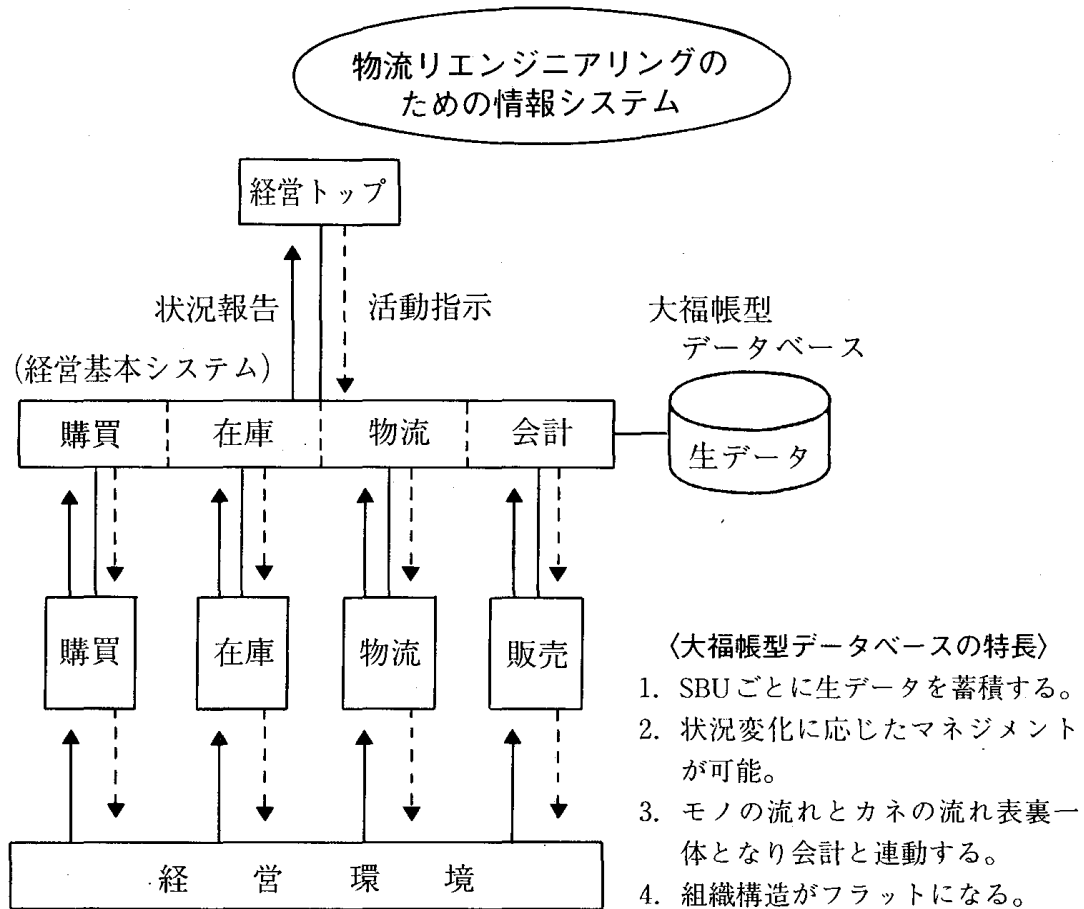 物流リエンジニアリングの
ための情報システム
経営トップ
状況報告
活動指示
大福帳型
データベース
(経営基本システム)
購買
在庫
物流
会計
生データ
購買
在庫
物流
販売
〈大福帳型データベースの特長〉
1. SBUごとに生データを蓄積する。
2. 状況変化に応じたマネジメント
が可能。
3. モノの流れとカネの流れ表裏一
体となり会計と連動する。
4. 組織構造がフラットになる。
経営環境